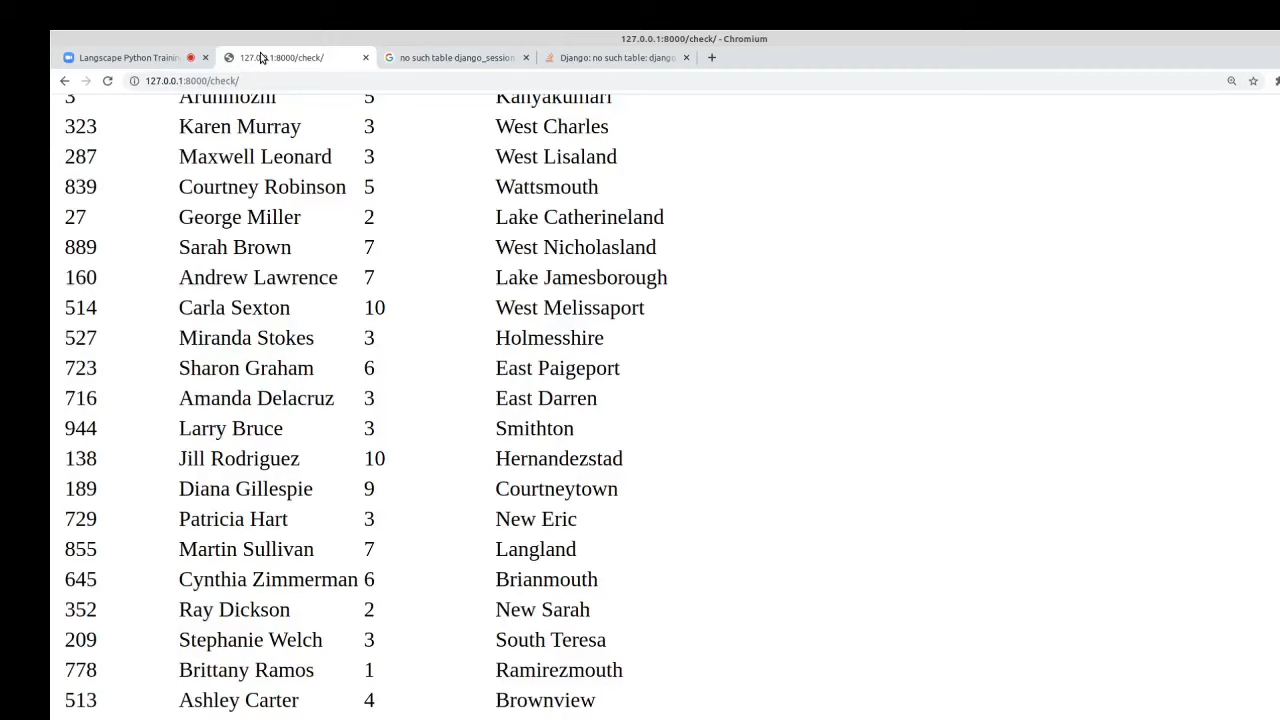 127.0.0.1:8000/check/ - Chromium
Langscape Python Trainin 127.0.0.1:8000/check/ no such table django_session Django: no such table: django
127.0.0.1:8000/check/
3 Arunmozhi 5 Kanyakumari
323 Karen Murray 3 West Charles
287 Maxwell Leonard 3 West Lisaland
839 Courtney Robinson 5 Wattsmouth
27 George Miller 2 Lake Catherineland
889 Sarah Brown 7 West Nicholasland
160 Andrew Lawrence 7 Lake Jamesborough
514 Carla Sexton 10 West Melissaport
527 Miranda Stokes 3 Holmesshire
723 Sharon Graham 6 East Paigeport
716 Amanda Delacruz 3 East Darren
944 Larry Bruce 3 Smithton
138 Jill Rodriguez 10 Hernandezstad
189 Diana Gillespie 9 Courtneytown
729 Patricia Hart 3 New Eric
855 Martin Sullivan 7 Langland
645 Cynthia Zimmerman 6 Brianmouth
352 Ray Dickson 2 New Sarah
209 Stephanie Welch 3 South Teresa
778 Brittany Ramos 1 Ramirezmouth
513 Ashley Carter 4 Brownview